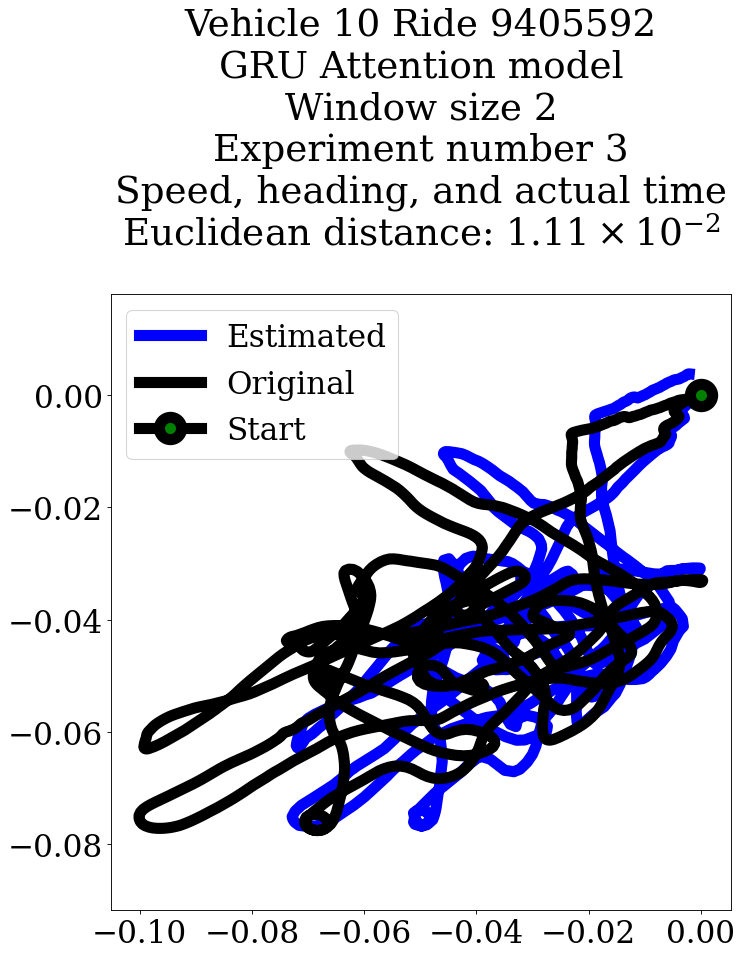 Vehicle 10 Ride 9405592
GRU Attention model
Window size 2
Experiment number 3
Speed, heading, and actual time
Euclidean distance: 1.11 × 10⁻²
Estimated
Original
Start
0.00
−0.02
−0.04
−0.06
−0.08
−0.10 −0.08 −0.06 −0.04 −0.02 0.00